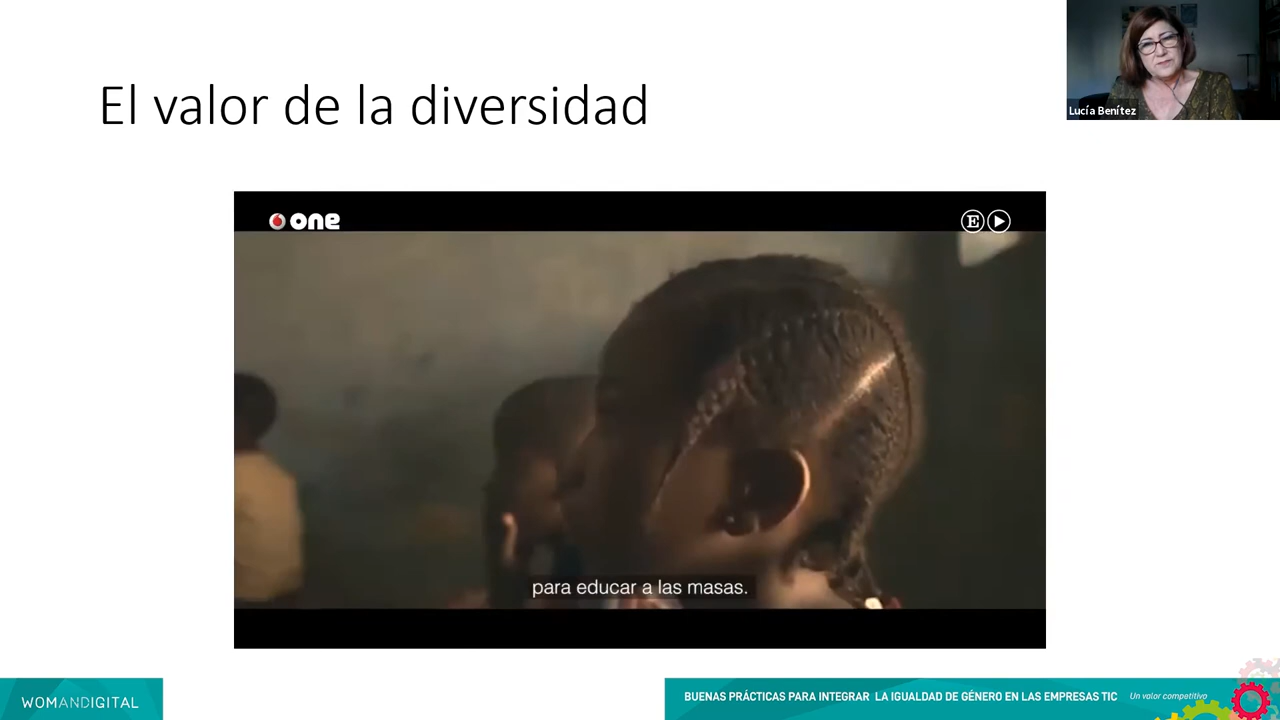 El valor de la diversidad
Lucía Benítez
one
E
para educar a las masas.
WOMANDIGITAL
BUENAS PRÁCTICAS PARA INTEGRAR LA IGUALDAD DE GÉNERO EN LAS EMPRESAS TIC
Un valor competitivo